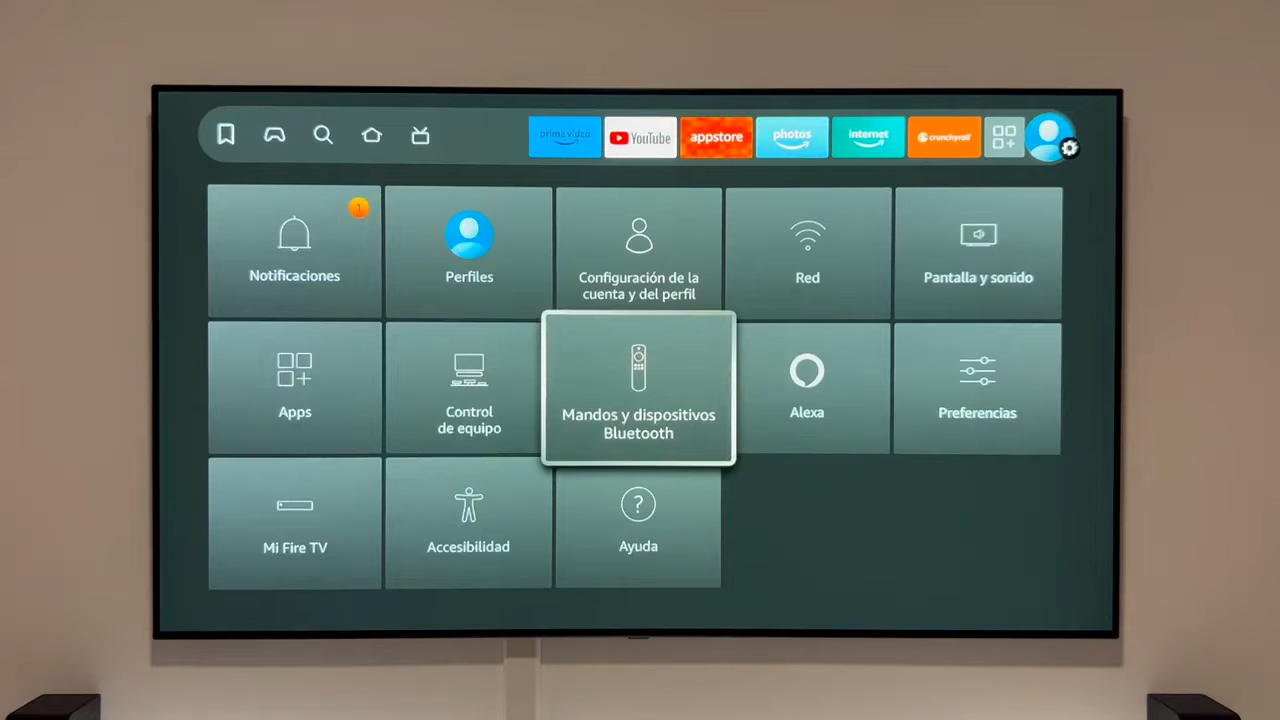 prime video
YouTube
appstore
photos
internet
crunchyroll
1
Notificaciones
Perfiles
Configuración de la
cuenta y del perfil
Red
Pantalla y sonido
Apps
Control
de equipo
Mandos y dispositivos
Bluetooth
Alexa
Preferencias
Mi Fire TV
Accesibilidad
?
Ayuda